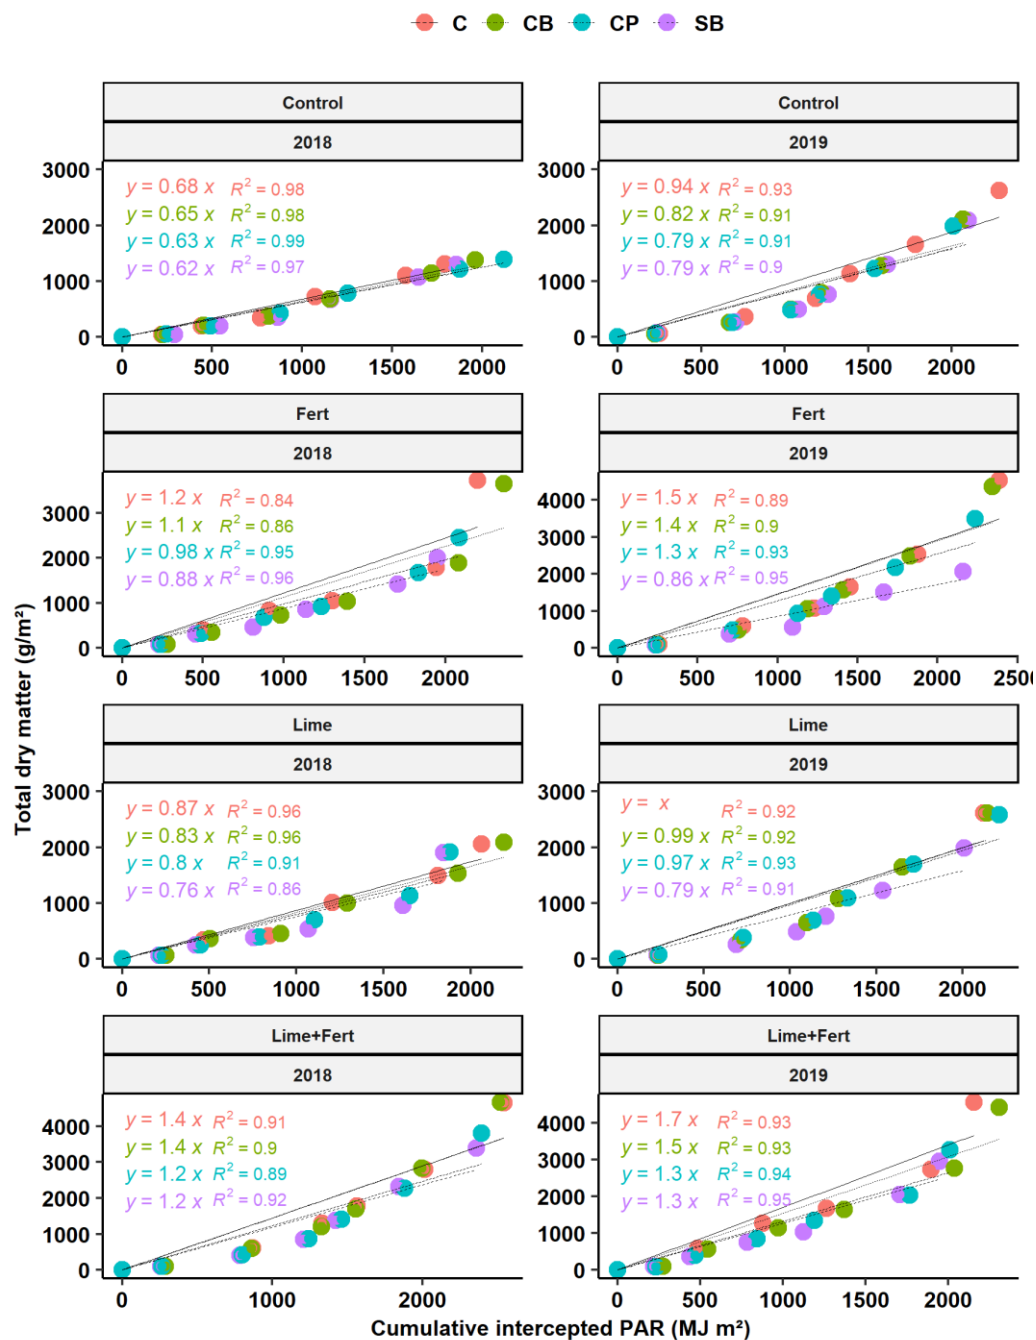 C CB CP SB
Control Control
2018 2019
3000 3000
y = 0.68 x R² = 0.98 y = 0.94 x R² = 0.93
y = 0.65 x R² = 0.98 y = 0.82 x R² = 0.91
2000 2000
y = 0.63 x R² = 0.99 y = 0.79 x R² = 0.91
y = 0.62 x R² = 0.97 y = 0.79 x R² = 0.9
1000 1000
0 0
0 500 1000 1500 2000 0 500 1000 1500 2000
Fert Fert
2018 2019
y = 1.2 x R² = 0.84 y = 1.5 x R² = 0.89
4000
3000
y = 1.1 x R² = 0.86 y = 1.4 x R² = 0.9
3000
y = 0.98 x R² = 0.95 y = 1.3 x R² = 0.93
2000
y = 0.88 x R² = 0.96 y = 0.86 x R² = 0.95
2000
1000 1000
0 0
0 500 1000 1500 2000 0 500 1000 1500 2000 2500
Lime Lime
2018 2019
3000 3000
y = 0.87 x R² = 0.96 y = x R² = 0.92
y = 0.83 x R² = 0.96 y = 0.99 x R² = 0.92
2000 2000
y = 0.8 x R² = 0.91 y = 0.97 x R² = 0.93
y = 0.76 x R² = 0.86 y = 0.79 x R² = 0.91
1000 1000
0 0
0 500 1000 1500 2000 0 500 1000 1500 2000
Lime+Fert Lime+Fert
2018 2019
y = 1.4 x R² = 0.91 y = 1.7 x R² = 0.93
4000 4000
y = 1.4 x R² = 0.9 y = 1.5 x R² = 0.93
3000 3000
y = 1.2 x R² = 0.89 y = 1.3 x R² = 0.94
y = 1.2 x R² = 0.92 y = 1.3 x R² = 0.95
2000 2000
1000 1000
0 0
0 1000 2000 0 500 1000 1500 2000
Total dry matter (g/m²)
Cumulative intercepted PAR (MJ m²)